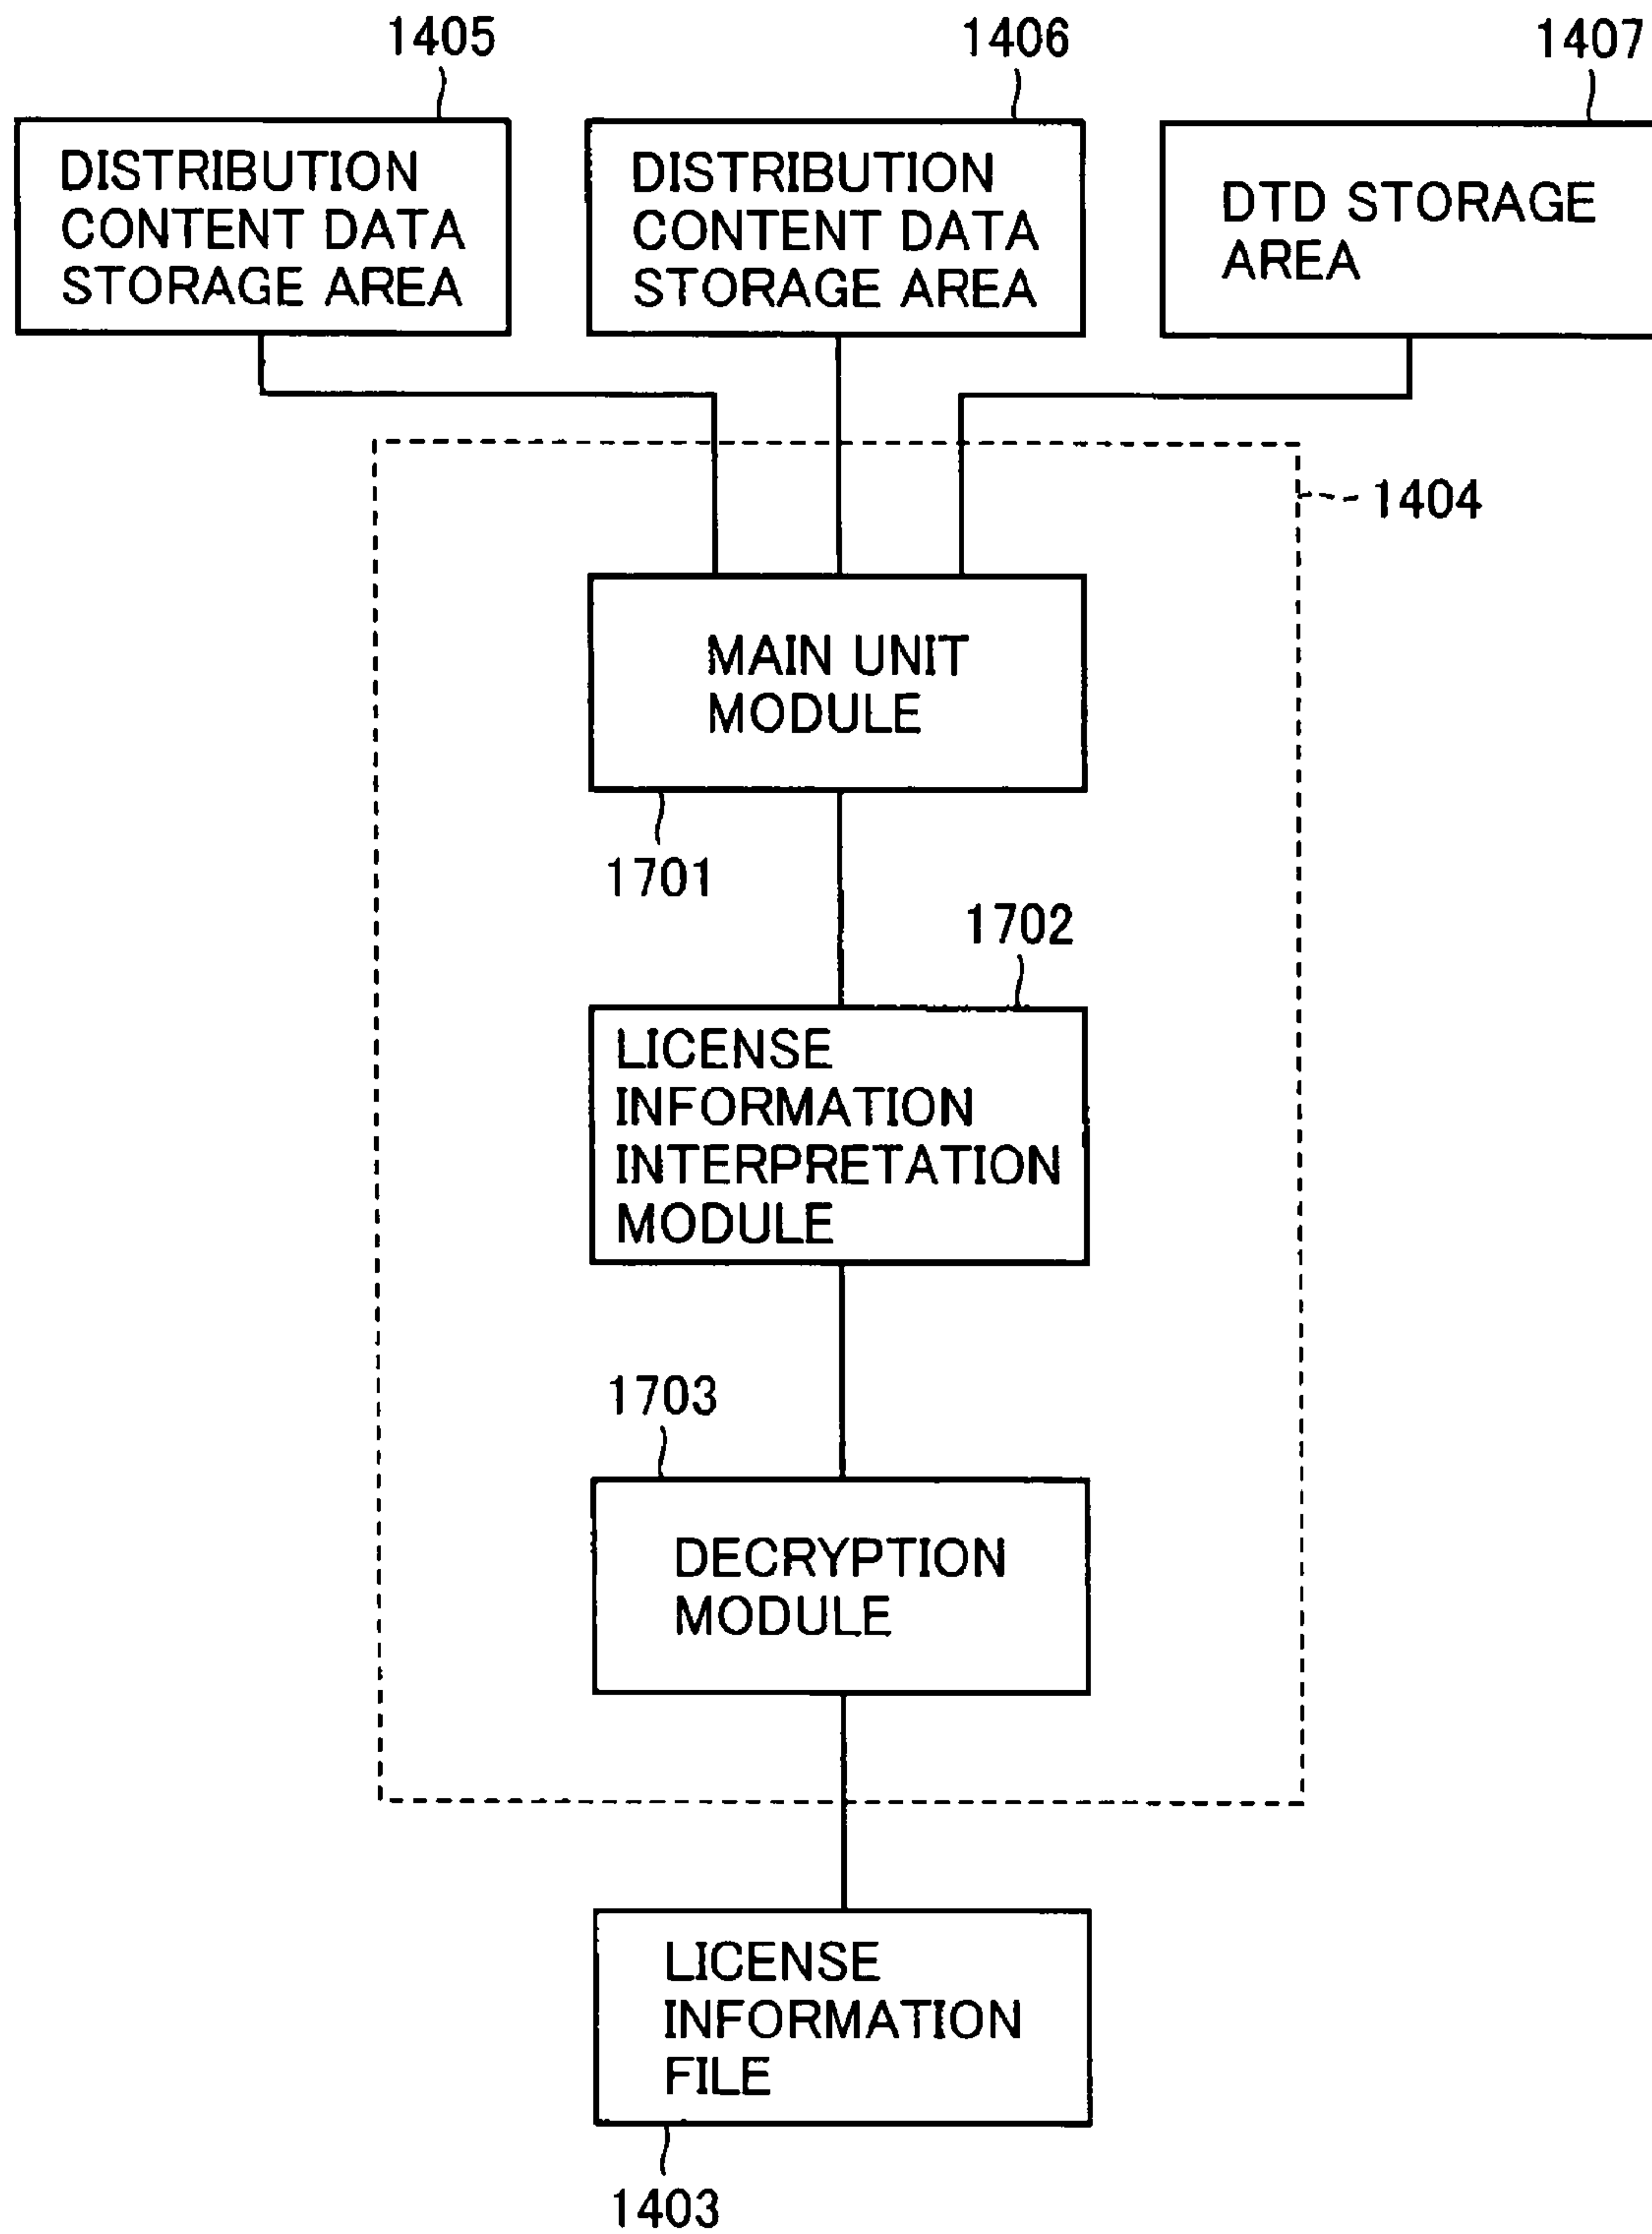 1405
1406
1407
DISTRIBUTION
CONTENT DATA
STORAGE AREA
DISTRIBUTION
CONTENT DATA
STORAGE AREA
DTD STORAGE
AREA
1404
MAIN UNIT
MODULE
1701
1702
LICENSE
INFORMATION
INTERPRETATION
MODULE
1703
DECRYPTION
MODULE
LICENSE
INFORMATION
FILE
1403